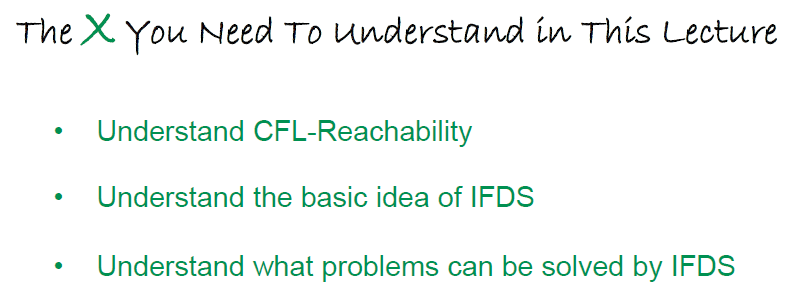 The X You Need To Understand in This Lecture
• Understand CFL-Reachability
• Understand the basic idea of IFDS
• Understand what problems can be solved by IFDS